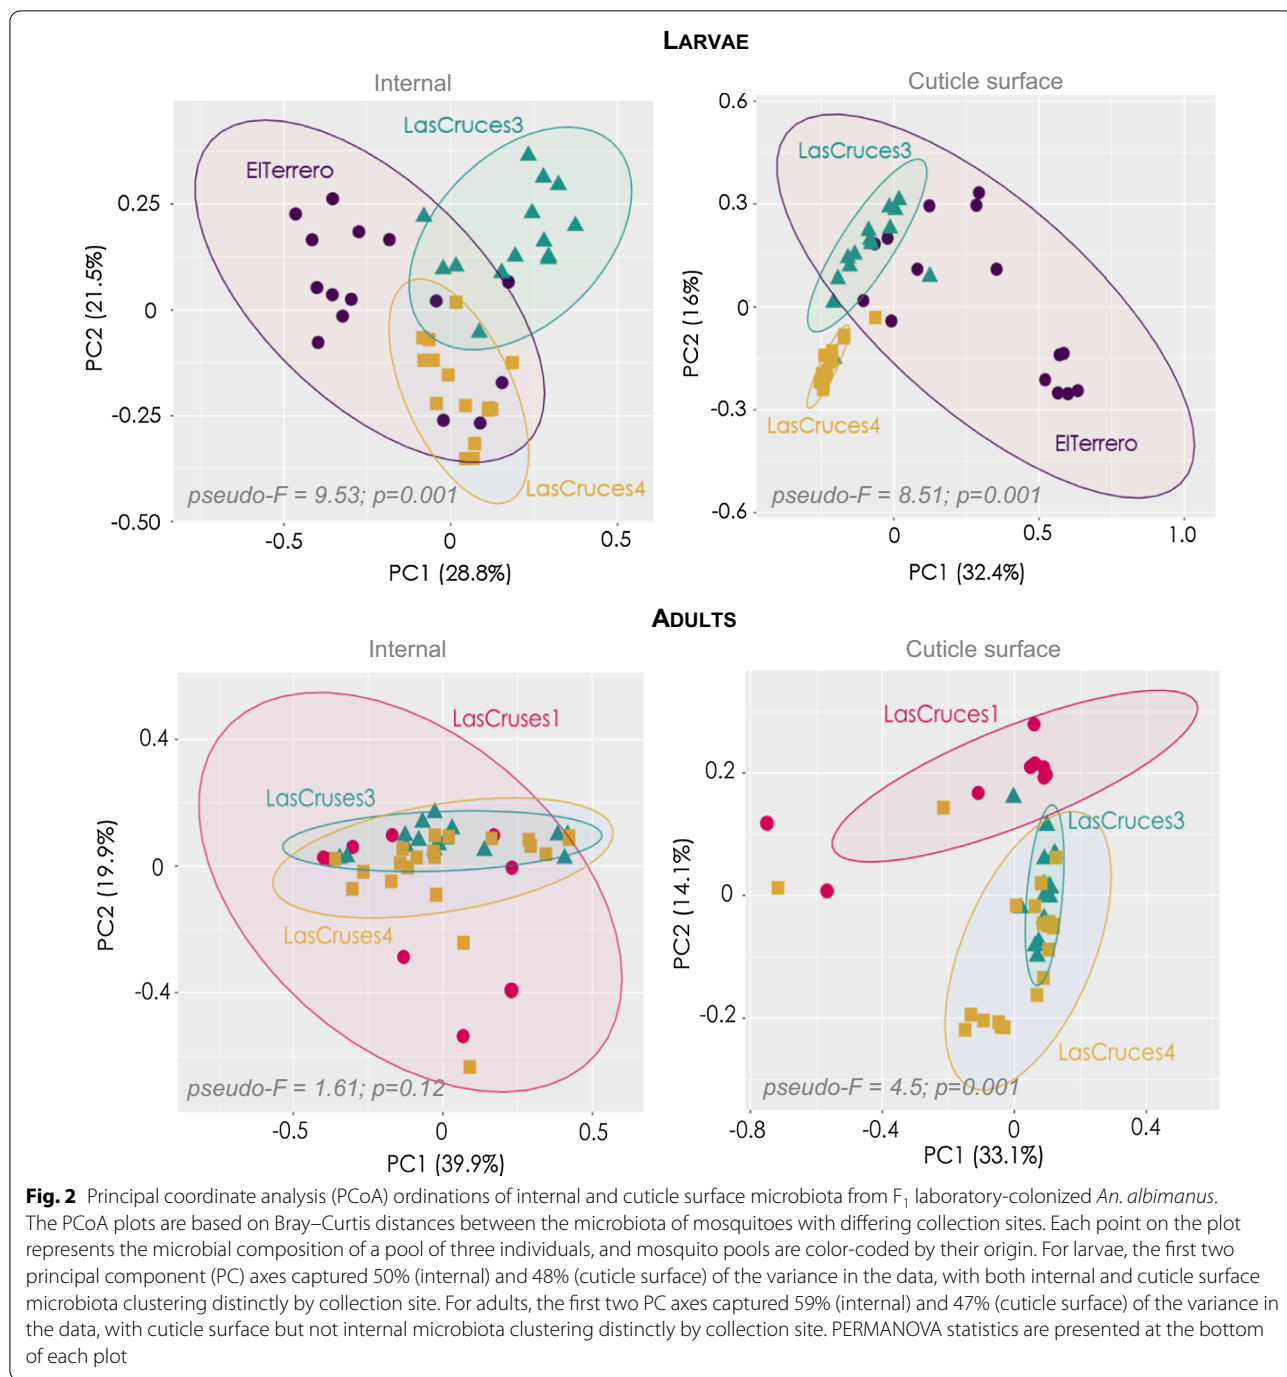 LARVAE
Internal
LasCruces3
ElTerrero
0.25
0
-0.25
-0.50
PC2 (21.5%)
LasCruces4
pseudo-F = 9.53; p=0.001
-0.5
0
0.5
PC1 (28.8%)
Cuticle surface
0.6
LasCruces3
0.3
0
-0.3
-0.6
PC2 (16%)
LasCruces4
ElTerrero
pseudo-F = 8.51; p=0.001
0
0.5
1.0
PC1 (32.4%)
ADULTS
Internal
LasCruses1
0.4
LasCruses3
0
LasCruses4
-0.4
PC2 (19.9%)
pseudo-F = 1.61; p=0.12
-0.5
0
0.5
PC1 (39.9%)
Cuticle surface
LasCruces1
0.2
LasCruces3
0
-0.2
PC2 (14.1%)
LasCruces4
pseudo-F = 4.5; p=0.001
-0.8
-0.4
0
0.4
PC1 (33.1%)
Fig. 2 Principal coordinate analysis (PCoA) ordinations of internal and cuticle surface microbiota from F1 laboratory-colonized An. albimanus.
The PCoA plots are based on Bray–Curtis distances between the microbiota of mosquitoes with differing collection sites. Each point on the plot
represents the microbial composition of a pool of three individuals, and mosquito pools are color-coded by their origin. For larvae, the first two
principal component (PC) axes captured 50% (internal) and 48% (cuticle surface) of the variance in the data, with both internal and cuticle surface
microbiota clustering distinctly by collection site. For adults, the first two PC axes captured 59% (internal) and 47% (cuticle surface) of the variance in
the data, with cuticle surface but not internal microbiota clustering distinctly by collection site. PERMANOVA statistics are presented at the bottom
of each plot